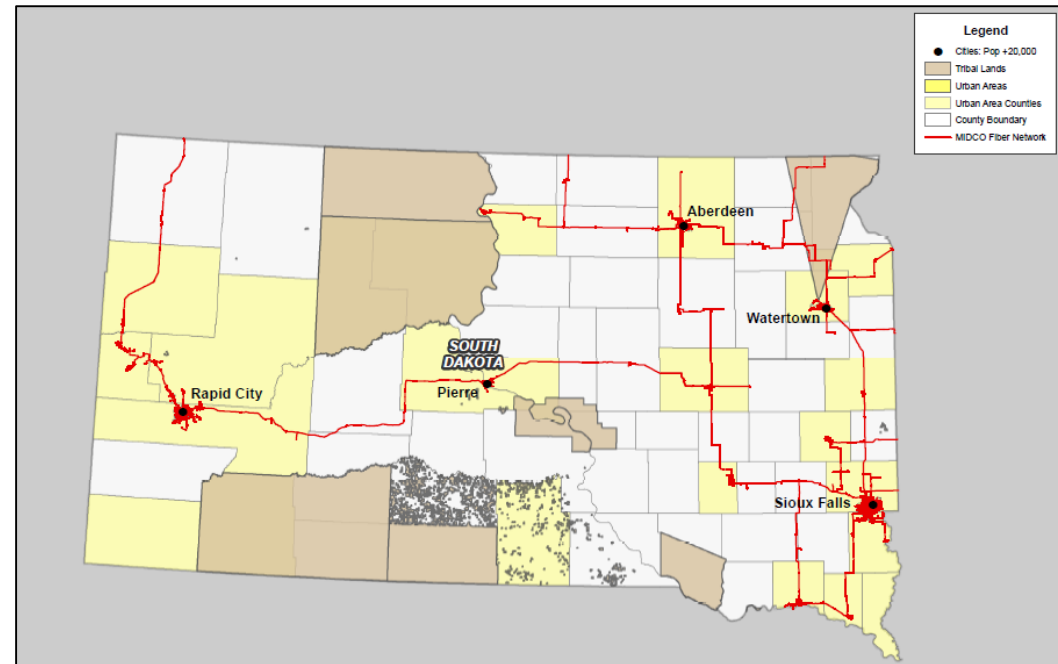 Legend
Cities: Pop +20,000
Tribal Lands
Urban Areas
Urban Area Counties
County Boundary
MIDCO Fiber Network
Aberdeen
Watertown
SOUTH
DAKOTA
Pierre
Rapid City
Sioux Falls